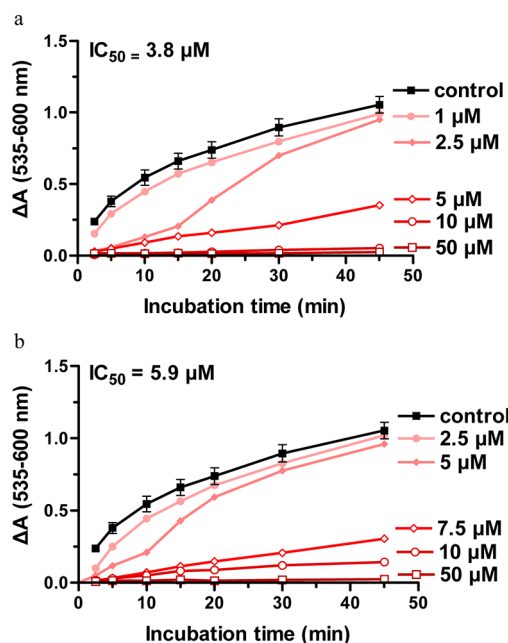 a
IC50 = 3.8 µM
ΔA (535-600 nm)
1.5
1.0
0.5
0.0
control
1 µM
2.5 µM
5 µM
10 µM
50 µM
0
10
20
30
40
50
Incubation time (min)
b
IC50 = 5.9 µM
ΔA (535-600 nm)
1.5
1.0
0.5
0.0
control
2.5 µM
5 µM
7.5 µM
10 µM
50 µM
0
10
20
30
40
50
Incubation time (min)